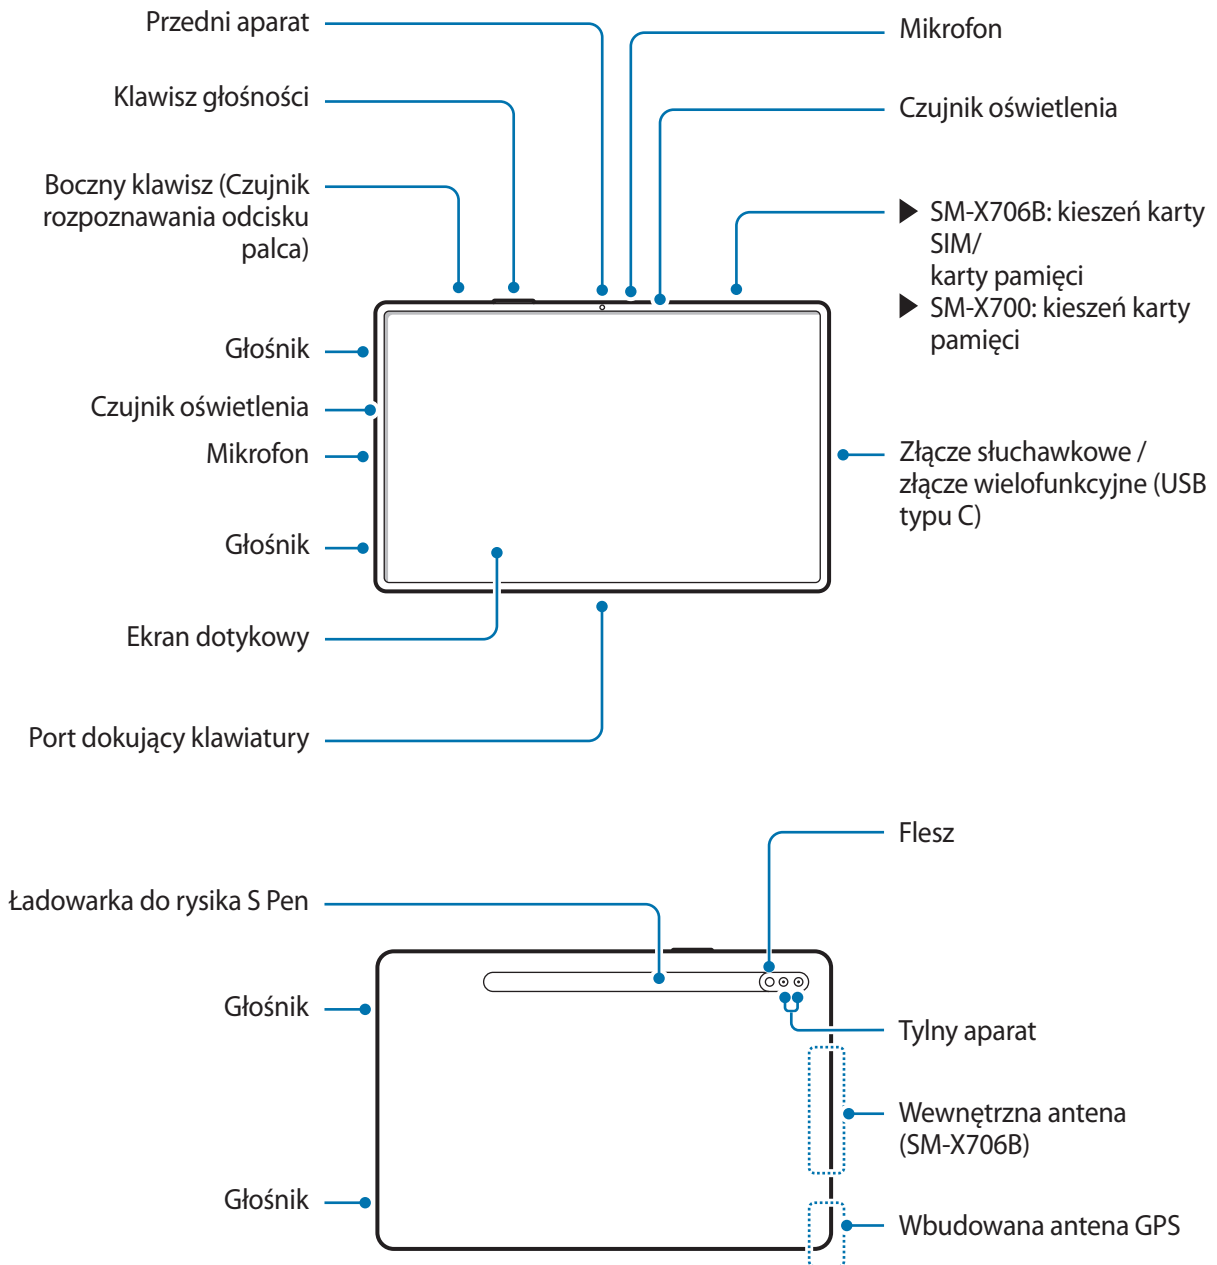 Przedni aparat
Klawisz głośności
Boczny klawisz (Czujnik
rozpoznawania odcisku
palca)
Głośnik
Czujnik oświetlenia
Mikrofon
Głośnik
Ekran dotykowy
Port dokujący klawiatury
Mikrofon
Czujnik oświetlenia
▶ SM-X706B: kieszeń karty
SIM/
karty pamięci
▶ SM-X700: kieszeń karty
pamięci
Złącze słuchawkowe /
złącze wielofunkcyjne (USB
typu C)
Ładowarka do rysika S Pen
Głośnik
Głośnik
Flesz
Tylny aparat
Wewnętrzna antena
(SM-X706B)
Wbudowana antena GPS